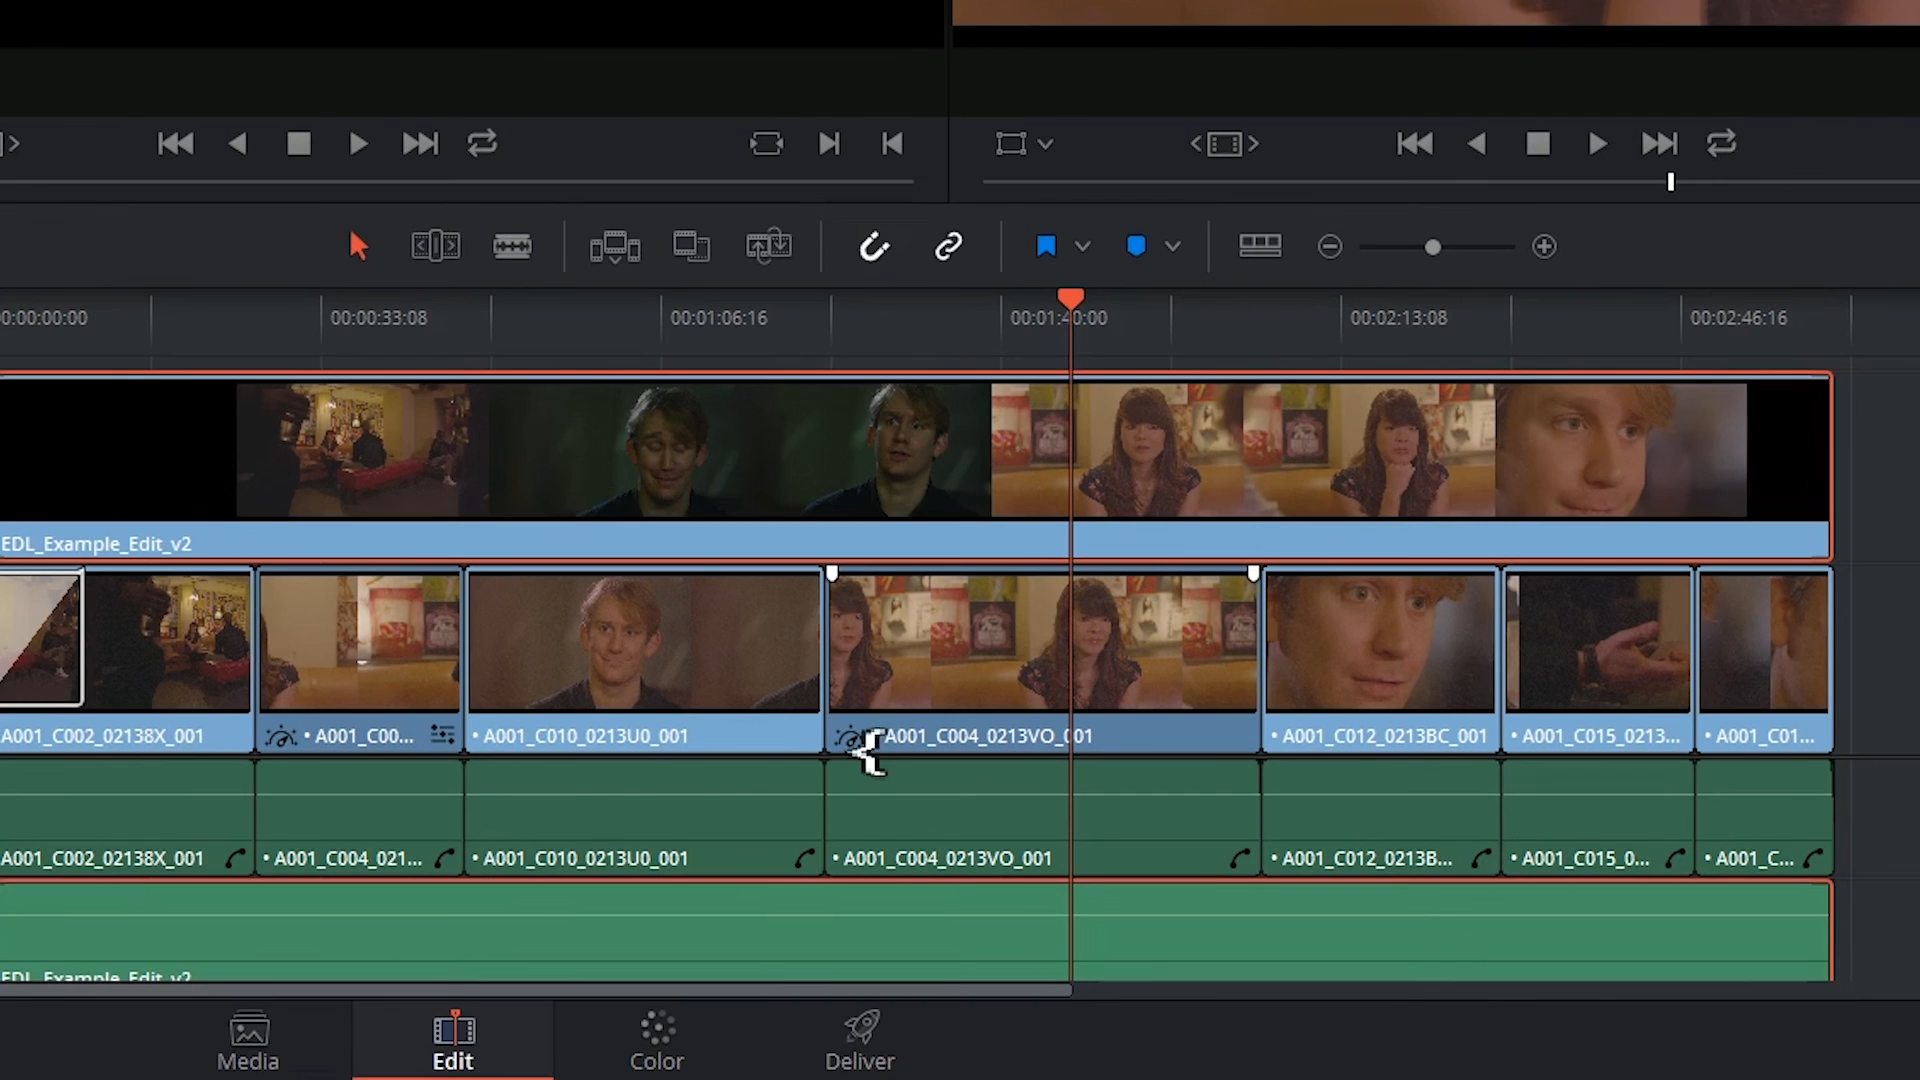 0:00:00:00
00:00:33:08
00:01:06:16
00:01:40:00
00:02:13:08
00:02:46:16
EDL_Example_Edit_v2
A001_C002_02138X_001
• A001_C00...
• A001_C010_0213U0_001
A001_C004_0213VO_001
• A001_C012_0213BC_001
• A001_C015_0213...
• A001_C01...
A001_C002_02138X_001
• A001_C004_021...
• A001_C010_0213U0_001
• A001_C004_0213VO_001
• A001_C012_0213B...
• A001_C015_0...
• A001_C...
EDL_Example_Edit_v2
Media
Edit
Color
Deliver